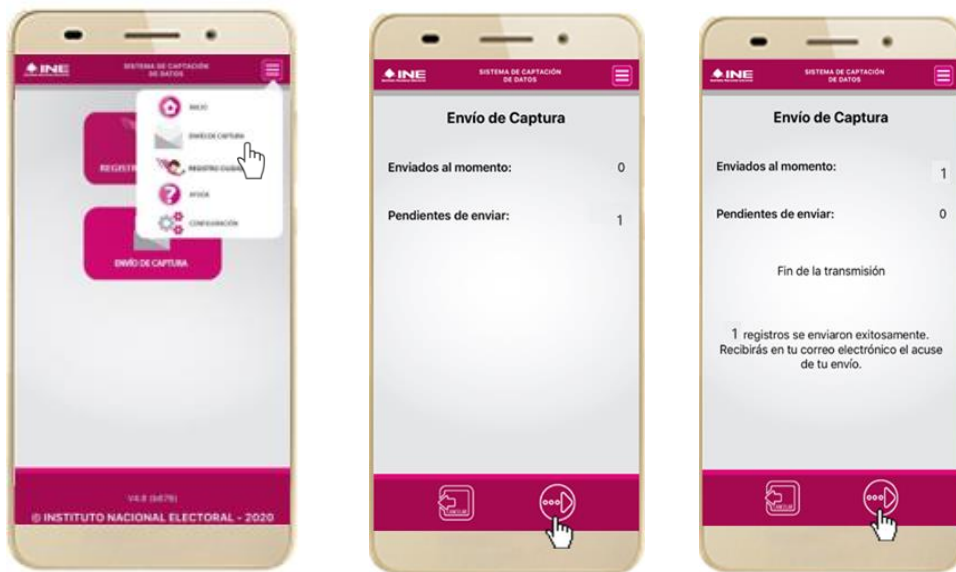 INE
SISTEMA DE CAPTACIÓN
DE DATOS
INICIO
ENVÍO DE CAPTURA
REGISTRO
AYUDA
CONFIGURACIÓN
ENVÍO DE CAPTURA
© INSTITUTO NACIONAL ELECTORAL - 2020
INE
SISTEMA DE CAPTACIÓN
DE DATOS
Envío de Captura
Enviados al momento: 0
Pendientes de enviar: 1
INE
SISTEMA DE CAPTACIÓN
DE DATOS
Envío de Captura
Enviados al momento: 1
Pendientes de enviar: 0
Fin de la transmisión
1 registros se enviaron exitosamente.
Recibirás en tu correo electrónico el acuse
de tu envío.